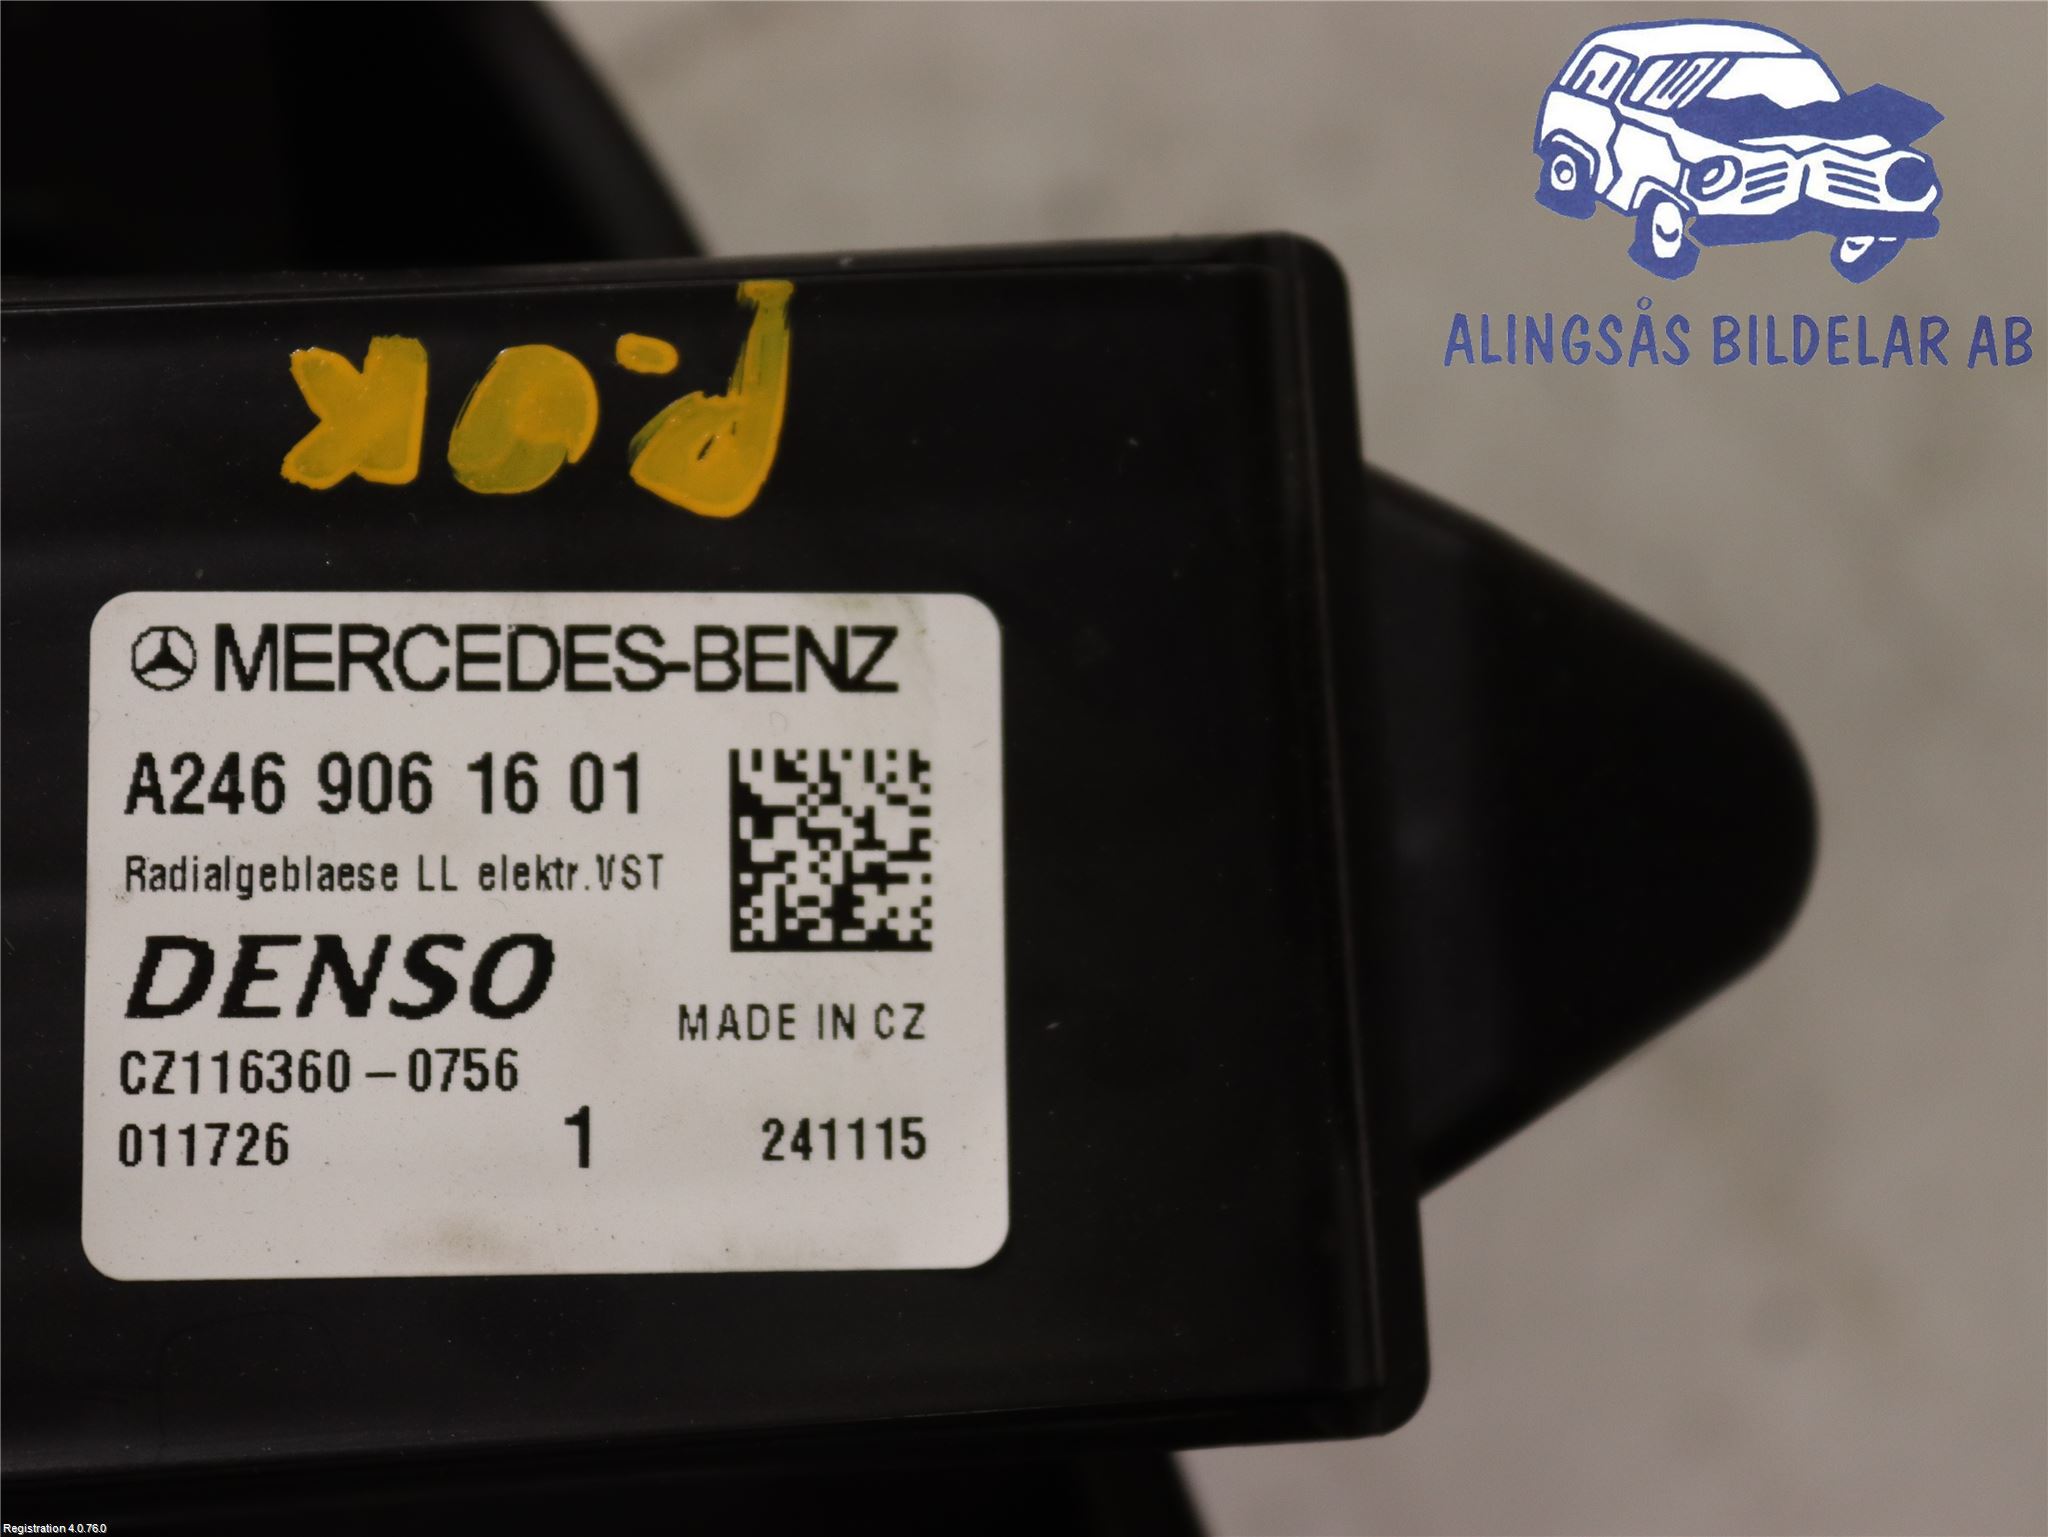 ALINGSÅS BILDELAR AB
P.OK
MERCEDES-BENZ
A246 906 16 01
Radialgeblaese LL elektr.VST
DENSO
MADE IN CZ
CZ116360-0756
011726 1 241115
Registration 4.0.76.0